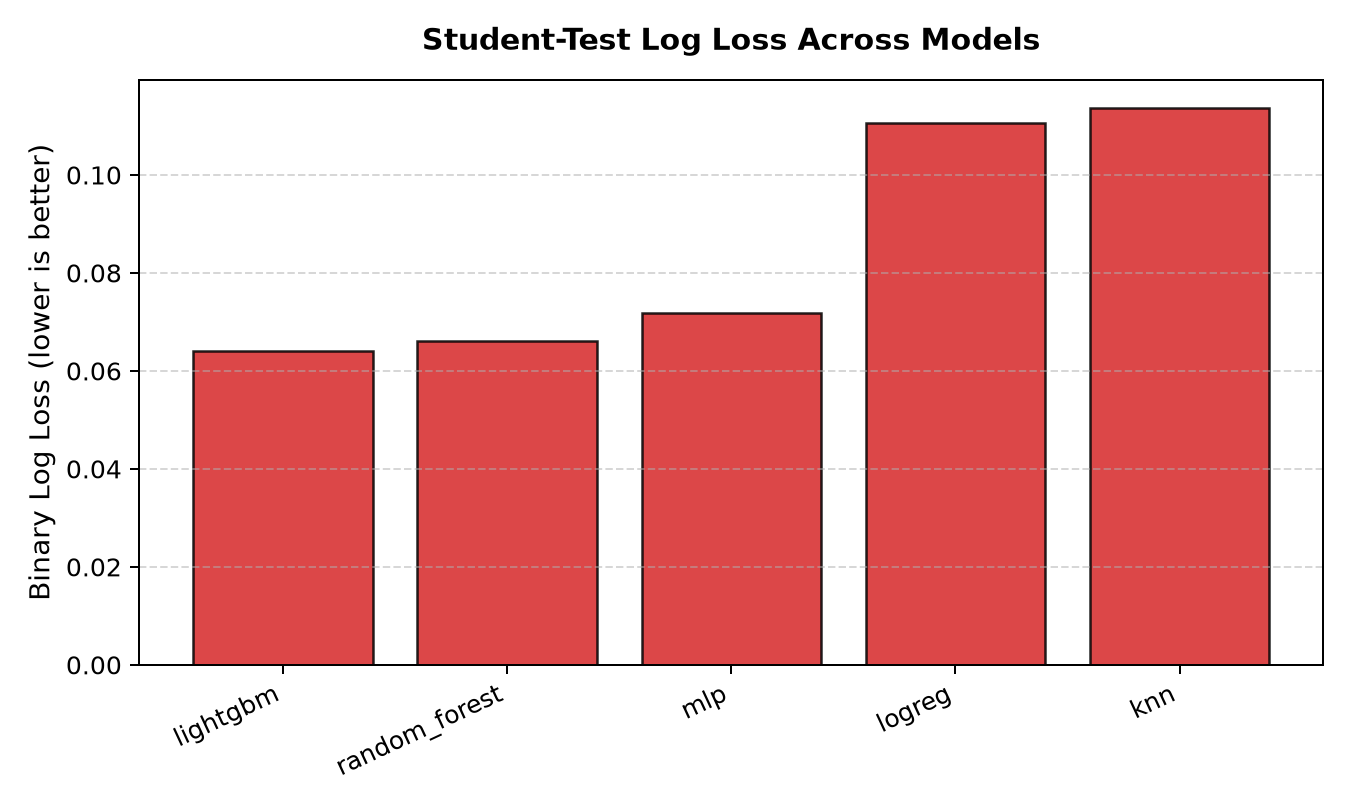 Student-Test Log Loss Across Models
Binary Log Loss (lower is better)
0.10
0.08
0.06
0.04
0.02
0.00
lightgbm
random_forest
mlp
logreg
knn